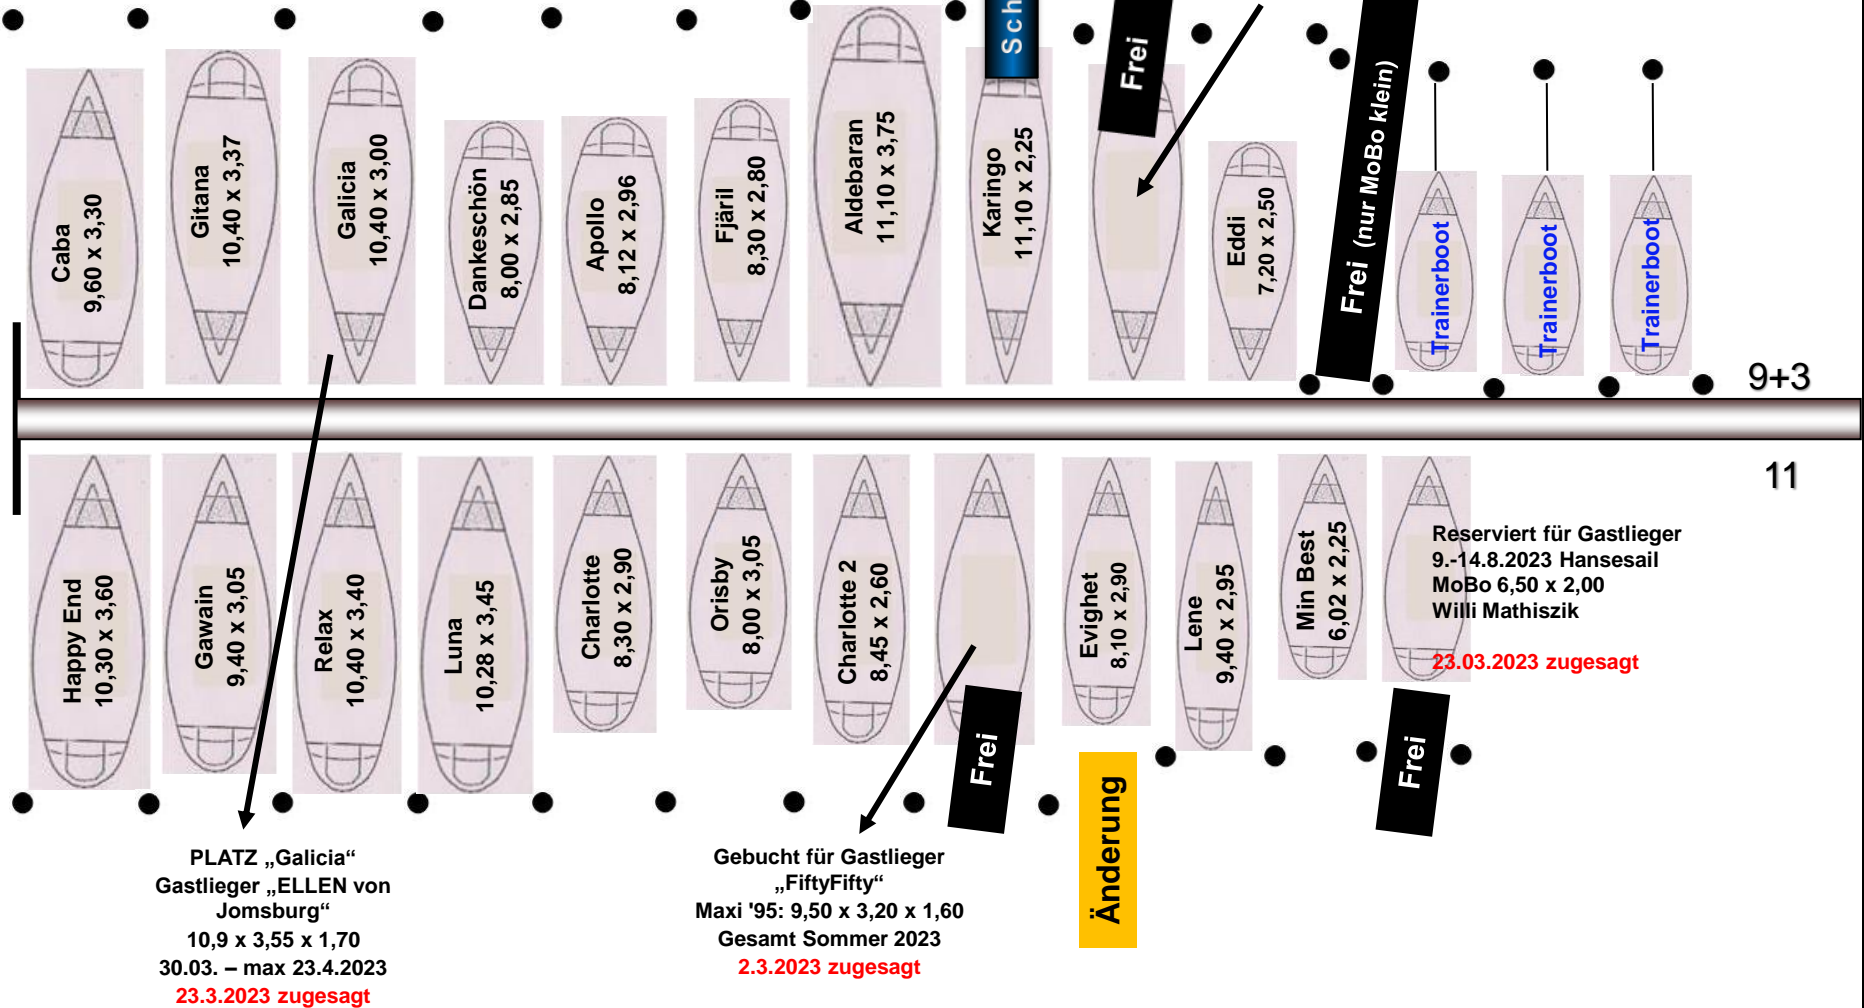 Sch
Frei
Frei (nur MoBo klein)
Caba
9,60 x 3,30
Gitana
10,40 x 3,37
Galicia
10,40 x 3,00
Dankeschön
8,00 x 2,85
Apollo
8,12 x 2,96
Fjäril
8,30 x 2,80
Aldebaran
11,10 x 3,75
Karingo
11,10 x 2,25
Eddi
7,20 x 2,50
Trainerboot
Trainerboot
Trainerboot
9+3
11
Happy End
10,30 x 3,60
Gawain
9,40 x 3,05
Relax
10,40 x 3,40
Luna
10,28 x 3,45
Charlotte
8,30 x 2,90
Orisby
8,00 x 3,05
Charlotte 2
8,45 x 2,60
Frei
Evighet
8,10 x 2,90
Lene
9,40 x 2,95
Min Best
6,02 x 2,25
Reserviert für Gastlieger
9.-14.8.2023 Hansesail
MoBo 6,50 x 2,00
Willi Mathiszik
23.03.2023 zugesagt
Frei
Änderung
PLATZ „Galicia“
Gastlieger „ELLEN von
Jomsburg“
10,9 x 3,55 x 1,70
30.03. – max 23.4.2023
23.3.2023 zugesagt
Gebucht für Gastlieger
„FiftyFifty“
Maxi '95: 9,50 x 3,20 x 1,60
Gesamt Sommer 2023
2.3.2023 zugesagt